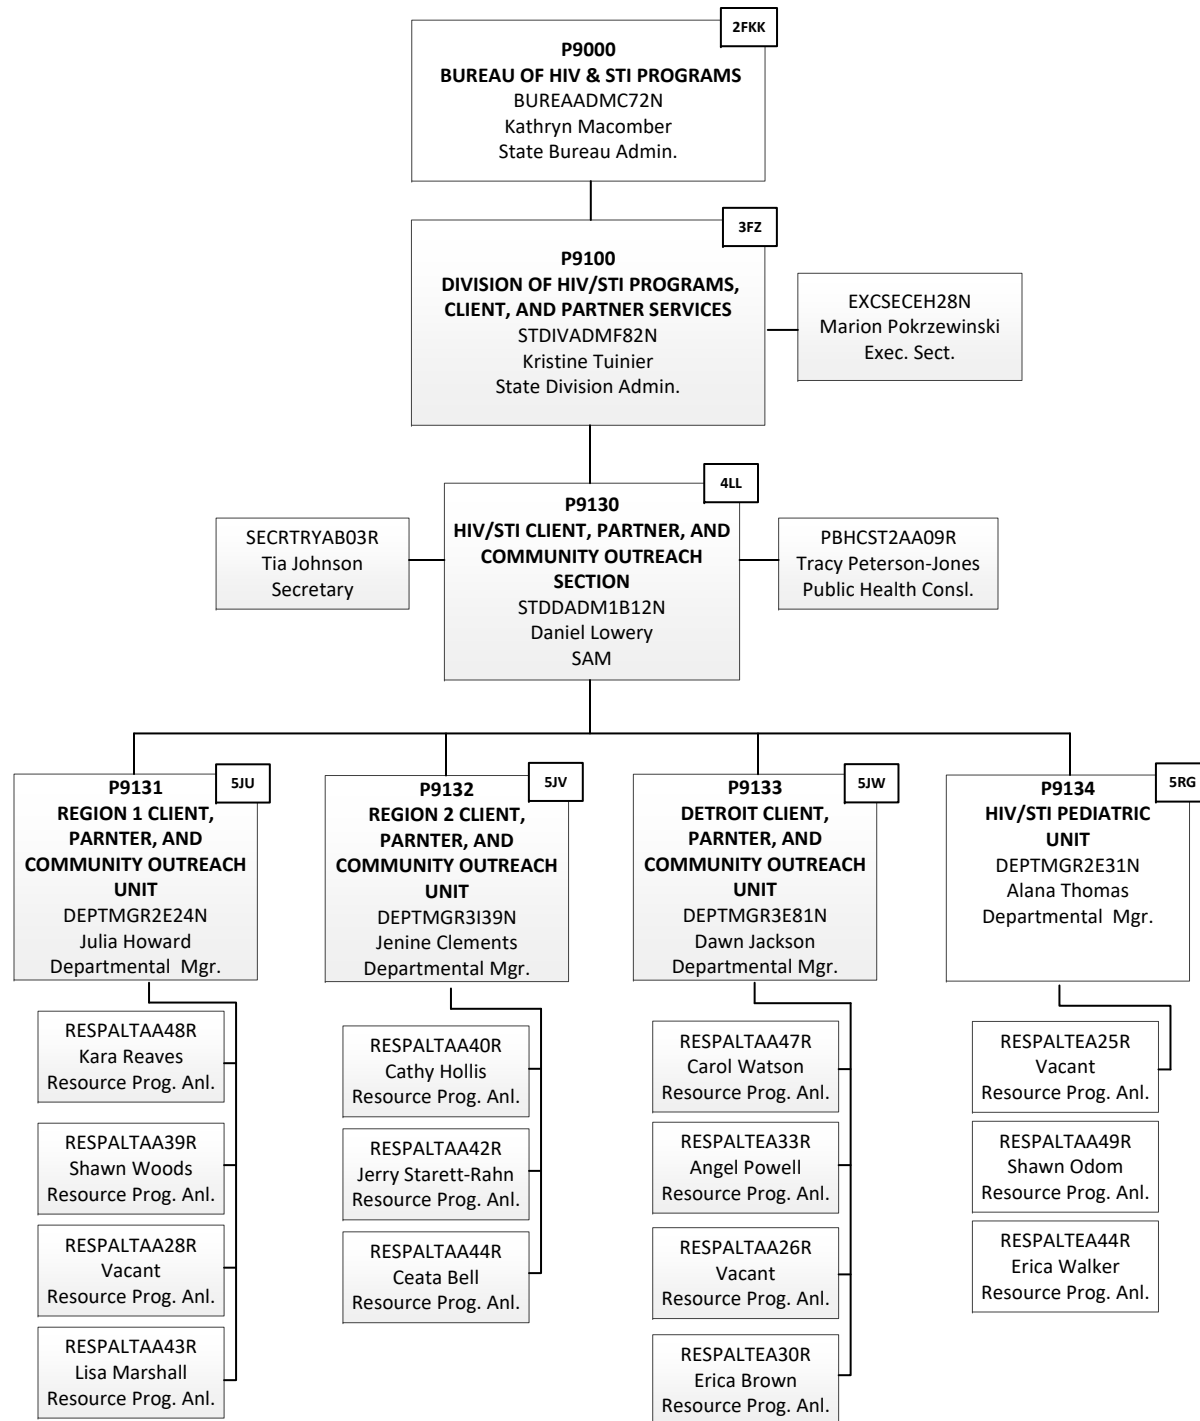 2FKK
P9000
BUREAU OF HIV & STI PROGRAMS
BUREAADMC72N
Kathryn Macomber
State Bureau Admin.
3FZ
P9100
DIVISION OF HIV/STI PROGRAMS,
CLIENT, AND PARTNER SERVICES
STDIVADMF82N
Kristine Tuinier
State Division Admin.
EXCSECEH28N
Marion Pokrzewinski
Exec. Sect.
4LL
P9130
HIV/STI CLIENT, PARTNER, AND
COMMUNITY OUTREACH
SECTION
STDDADM1B12N
Daniel Lowery
SAM
SECRTRYAB03R
Tia Johnson
Secretary
PBHCST2AA09R
Tracy Peterson-Jones
Public Health Consl.
5JU
P9131
REGION 1 CLIENT,
PARNTER, AND
COMMUNITY OUTREACH
UNIT
DEPTMGR2E24N
Julia Howard
Departmental Mgr.
RESPALTAA48R
Kara Reaves
Resource Prog. Anl.
RESPALTAA39R
Shawn Woods
Resource Prog. Anl.
RESPALTAA28R
Vacant
Resource Prog. Anl.
RESPALTAA43R
Lisa Marshall
Resource Prog. Anl.
5JV
P9132
REGION 2 CLIENT,
PARNTER, AND
COMMUNITY OUTREACH
UNIT
DEPTMGR3I39N
Jenine Clements
Departmental Mgr.
RESPALTAA40R
Cathy Hollis
Resource Prog. Anl.
RESPALTAA42R
Jerry Starett-Rahn
Resource Prog. Anl.
RESPALTAA44R
Ceata Bell
Resource Prog. Anl.
5JW
P9133
DETROIT CLIENT,
PARNTER, AND
COMMUNITY OUTREACH
UNIT
DEPTMGR3E81N
Dawn Jackson
Departmental Mgr.
RESPALTAA47R
Carol Watson
Resource Prog. Anl.
RESPALTEA33R
Angel Powell
Resource Prog. Anl.
RESPALTAA26R
Vacant
Resource Prog. Anl.
RESPALTEA30R
Erica Brown
Resource Prog. Anl.
5RG
P9134
HIV/STI PEDIATRIC
UNIT
DEPTMGR2E31N
Alana Thomas
Departmental Mgr.
RESPALTEA25R
Vacant
Resource Prog. Anl.
RESPALTAA49R
Shawn Odom
Resource Prog. Anl.
RESPALTEA44R
Erica Walker
Resource Prog. Anl.